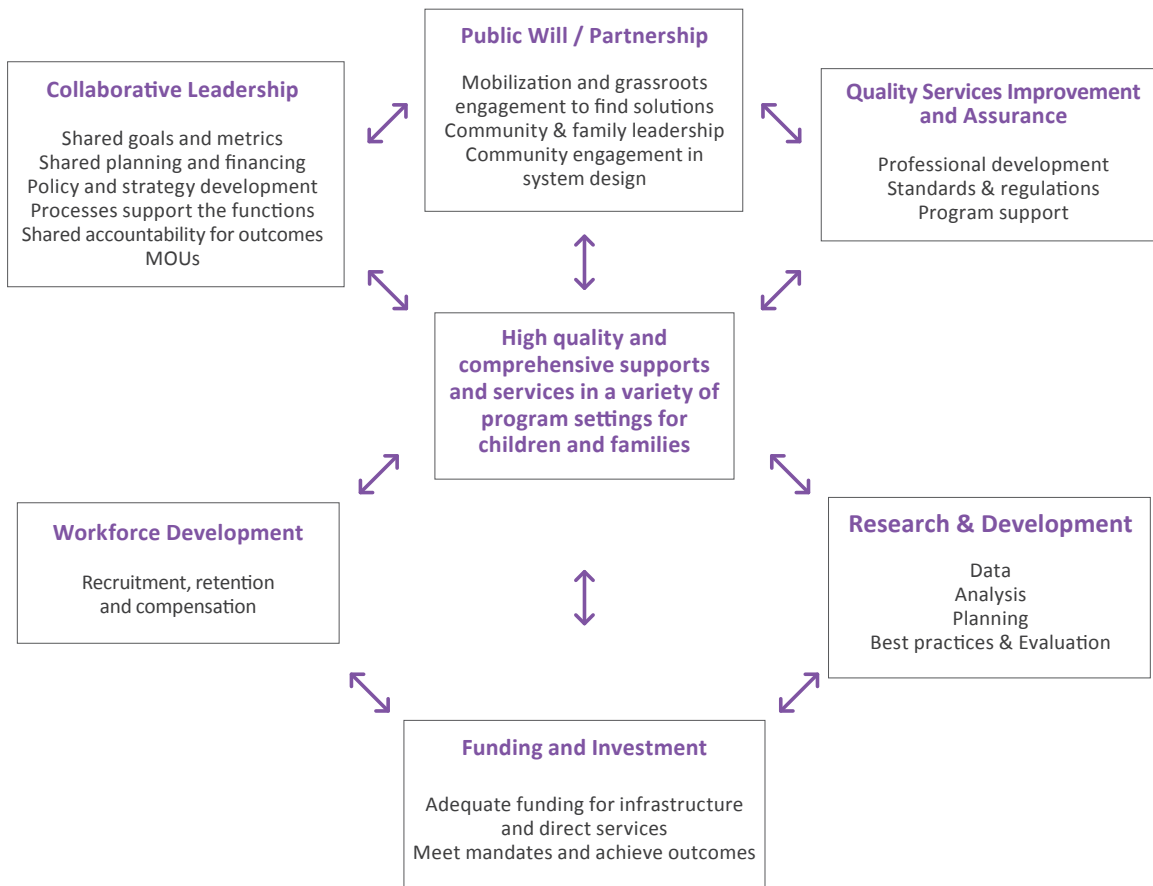 Public Will / Partnership
Mobilization and grassroots
engagement to find solutions
Community & family leadership
Community engagement in
system design
Collaborative Leadership
Shared goals and metrics
Shared planning and financing
Policy and strategy development
Processes support the functions
Shared accountability for outcomes
MOUs
Quality Services Improvement
and Assurance
Professional development
Standards & regulations
Program support
High quality and
comprehensive supports
and services in a variety of
program settings for
children and families
Workforce Development
Recruitment, retention
and compensation
Research & Development
Data
Analysis
Planning
Best practices & Evaluation
Funding and Investment
Adequate funding for infrastructure
and direct services
Meet mandates and achieve outcomes